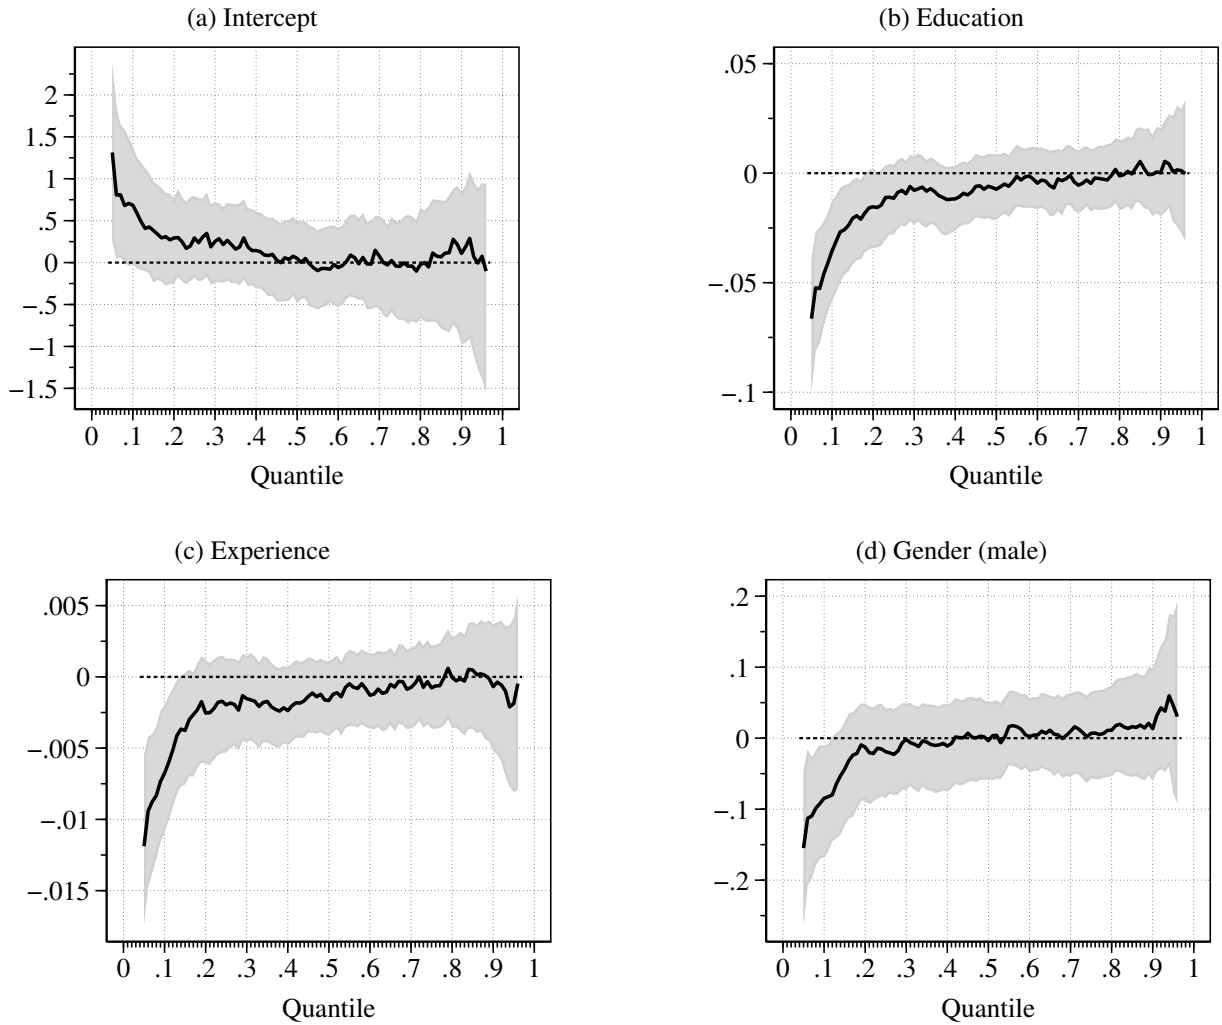 (a) Intercept
2
1.5
1
.5
0
−.5
−1
−1.5
0 .1 .2 .3 .4 .5 .6 .7 .8 .9 1
Quantile
(b) Education
.05
0
−.05
−.1
0 .1 .2 .3 .4 .5 .6 .7 .8 .9 1
Quantile
(c) Experience
.005
0
−.005
−.01
−.015
0 .1 .2 .3 .4 .5 .6 .7 .8 .9 1
Quantile
(d) Gender (male)
.2
.1
0
−.1
−.2
0 .1 .2 .3 .4 .5 .6 .7 .8 .9 1
Quantile